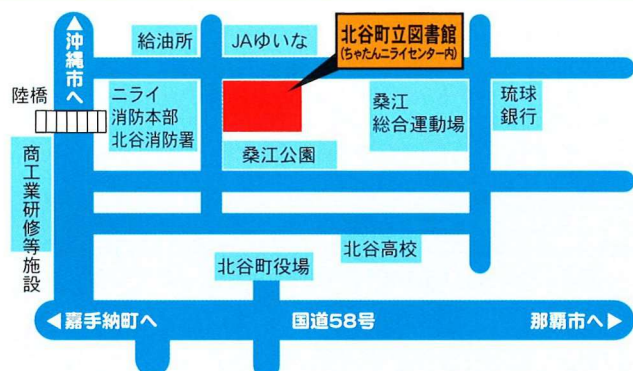 ▲沖縄市へ
給油所
JAゆいな
北谷町立図書館
(ちゃたんニライセンター内)
陸橋
ニライ
消防本部
北谷消防署
桑江
総合運動場
琉球
銀行
商工業研修等施設
桑江公園
北谷高校
北谷町役場
◀嘉手納町へ
国道58号
那覇市へ▶